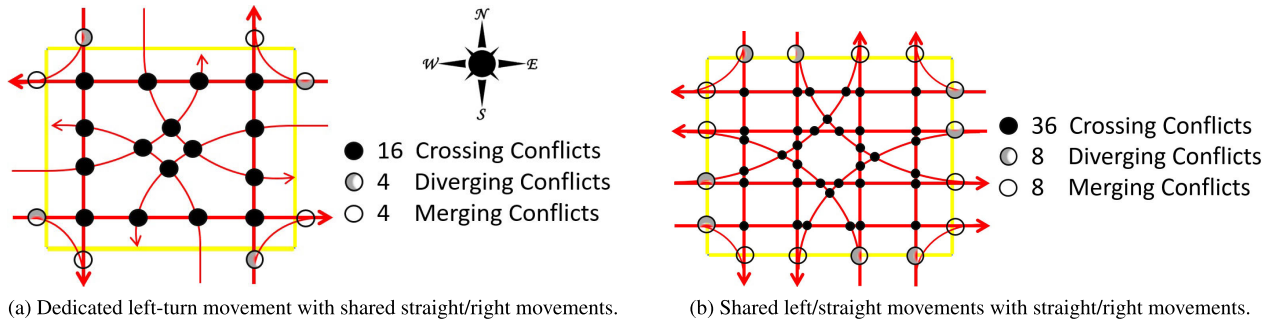 N
W E
S
16 Crossing Conflicts
4 Diverging Conflicts
4 Merging Conflicts
36 Crossing Conflicts
8 Diverging Conflicts
8 Merging Conflicts
(a) Dedicated left-turn movement with shared straight/right movements.
(b) Shared left/straight movements with straight/right movements.